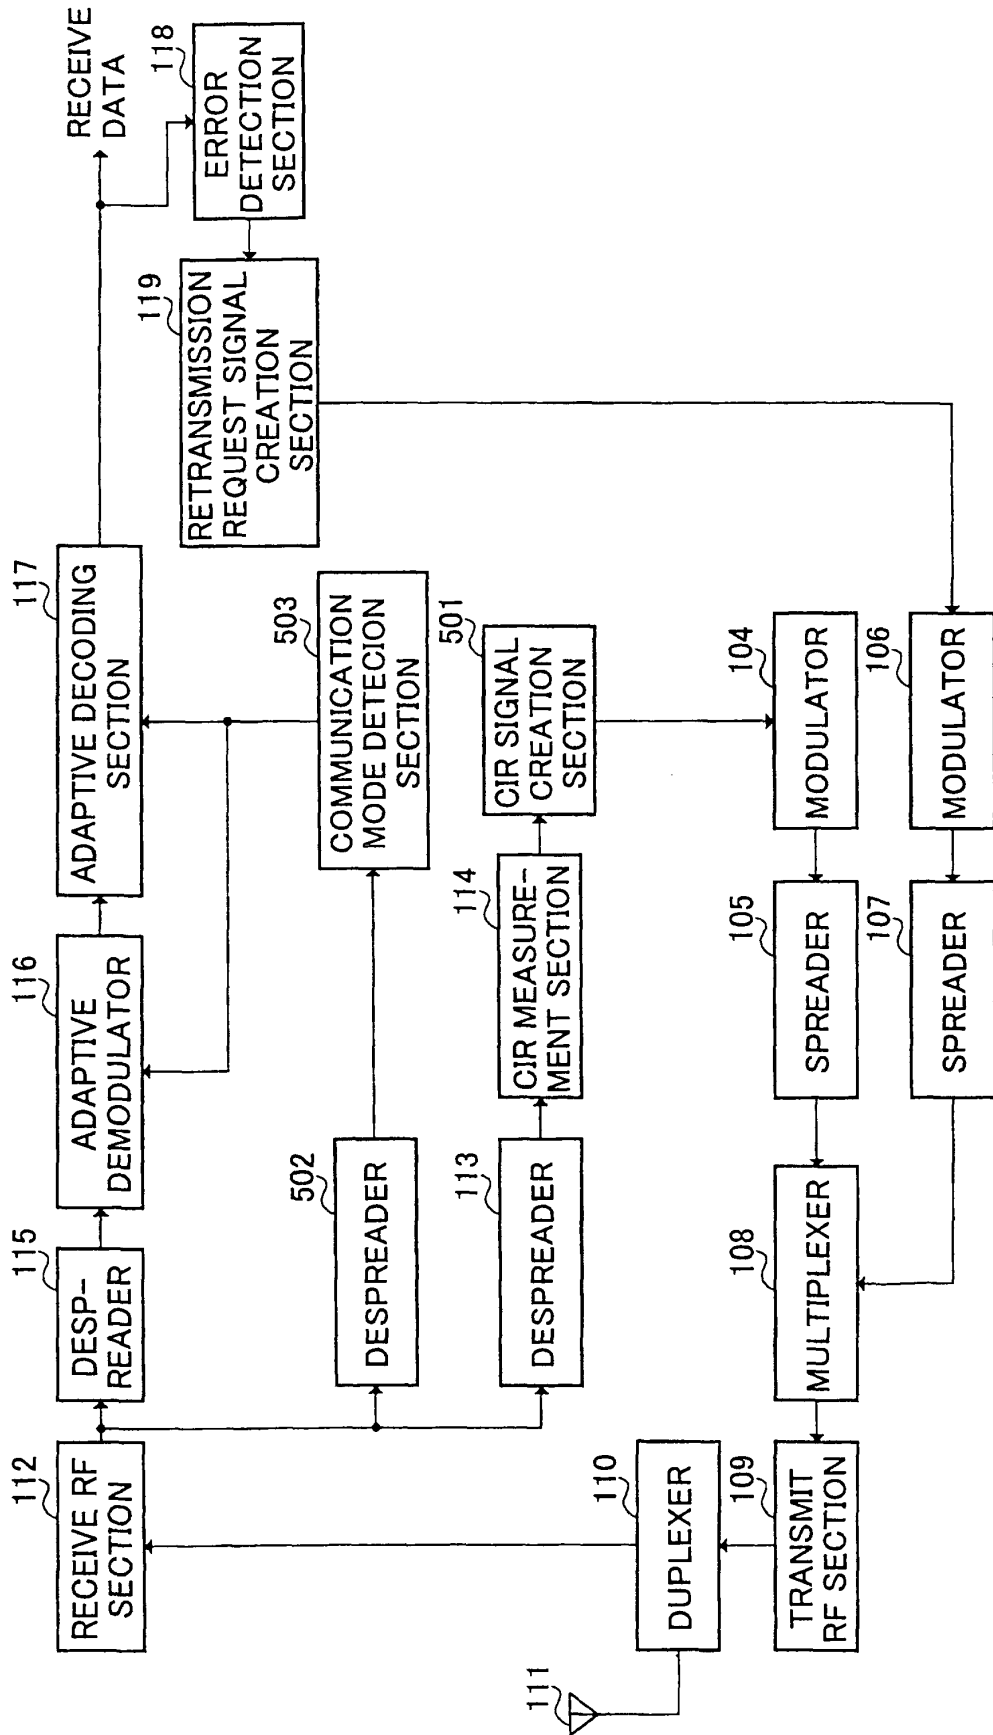 112
RECEIVE RF
SECTION
115
DESP-
READER
116
ADAPTIVE
DEMODULATOR
117
ADAPTIVE DECODING
SECTION
RECEIVE
DATA
118
ERROR
DETECTION
SECTION
119
RETRANSMISSION
REQUEST SIGNAL
CREATION
SECTION
502
DESPREADER
503
COMMUNICATION
MODE DETECION
SECTION
113
DESPREADER
114
CIR MEASURE-
MENT SECTION
501
CIR SIGNAL
CREATION
SECTION
111
110
DUPLEXER
109
TRANSMIT
RF SECTION
108
MULTIPLEXER
105
SPREADER
104
MODULATOR
107
SPREADER
106
MODULATOR